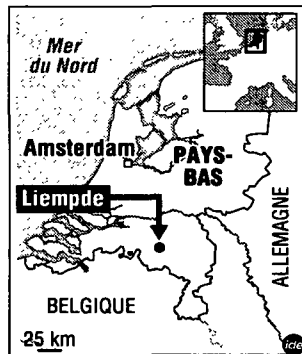 Mer
du Nord
Amsterdam
PAYS-
BAS
Liempde
ALLEMAGNE
BELGIQUE
25 km
ide